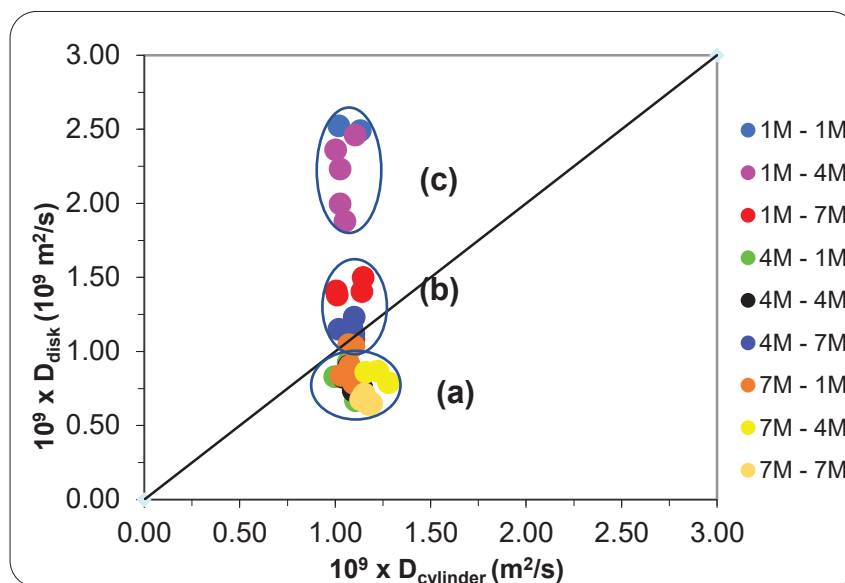 3.00
2.50
2.00
1.50
1.00
0.50
0.00
10⁹ x D_disk (10⁹ m²/s)
(c)
(b)
(a)
0.00 0.50 1.00 1.50 2.00 2.50 3.00
10⁹ x D_cylinder (m²/s)
1M - 1M
1M - 4M
1M - 7M
4M - 1M
4M - 4M
4M - 7M
7M - 1M
7M - 4M
7M - 7M